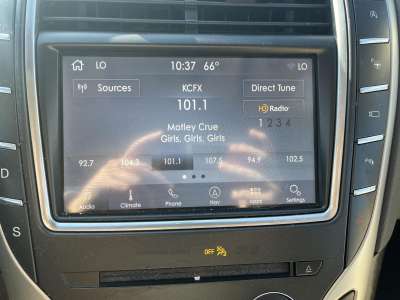 LO 10:37 66° LO
Sources KCFX Direct Tune
101.1
HD Radio
1 2 3 4
Motley Crue
Girls, Girls, Girls
92.7 104.3 101.1 107.5 94.9 102.5
Audio Climate Phone Nav Apps Settings
D
S
OFF